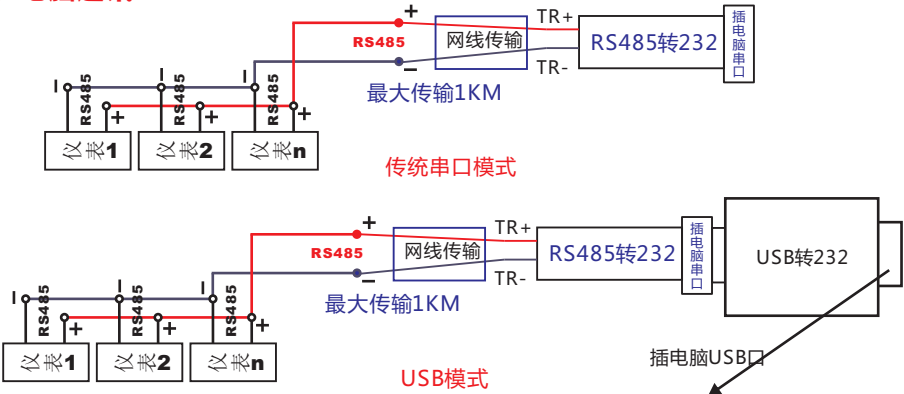 +
TR+
RS485
网线传输
RS485转232
插电脑串口
−
TR-
最大传输1KM
− RS485 +
− RS485 +
− RS485 +
仪表1
仪表2
仪表n
传统串口模式
+
TR+
RS485
网线传输
RS485转232
插电脑串口
USB转232
−
TR-
最大传输1KM
− RS485 +
− RS485 +
− RS485 +
仪表1
仪表2
仪表n
插电脑USB口
USB模式